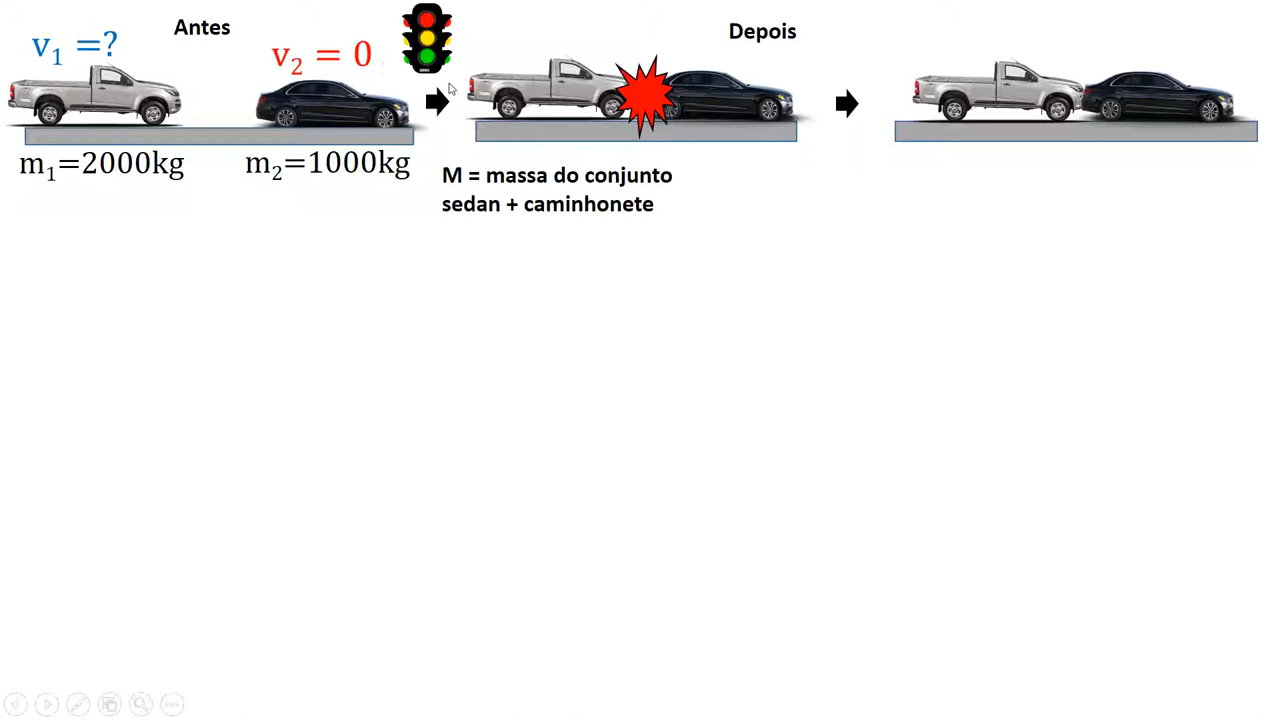 Antes
v₁ =?
v₂ = 0
m₁=2000kg
m₂=1000kg
Depois
M = massa do conjunto
sedan + caminhonete